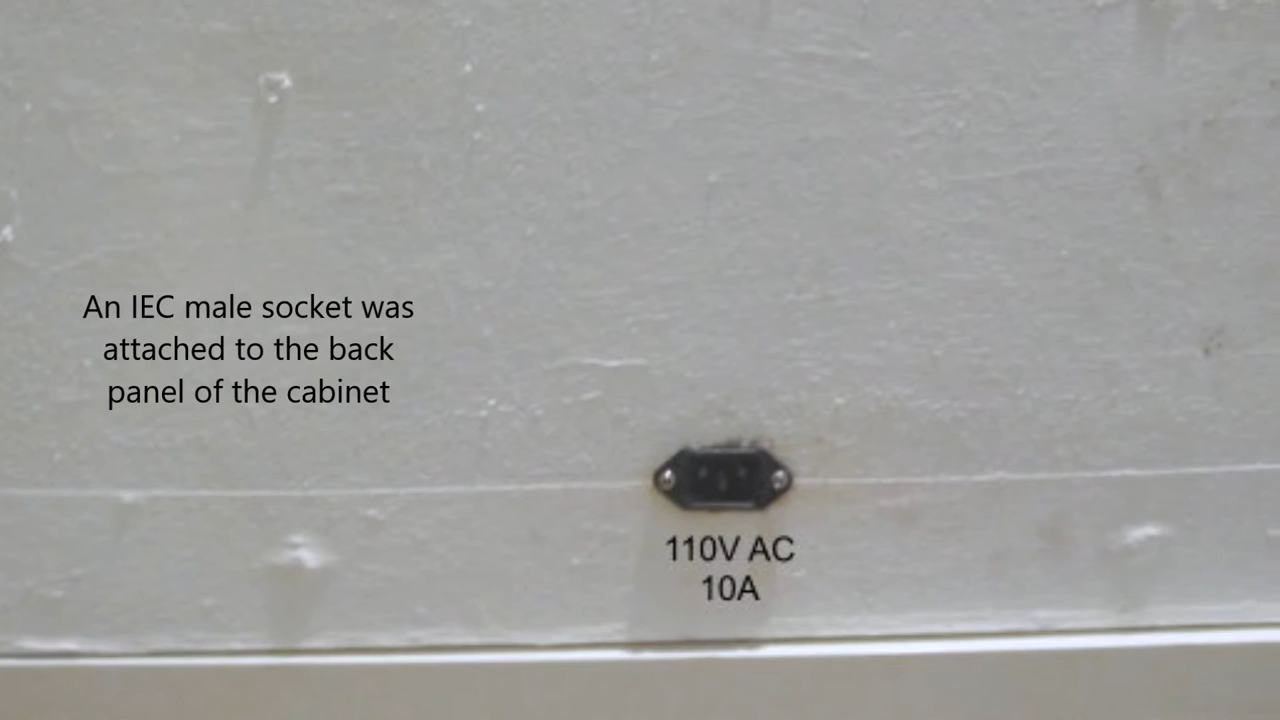 An IEC male socket was
attached to the back
panel of the cabinet
110V AC
10A